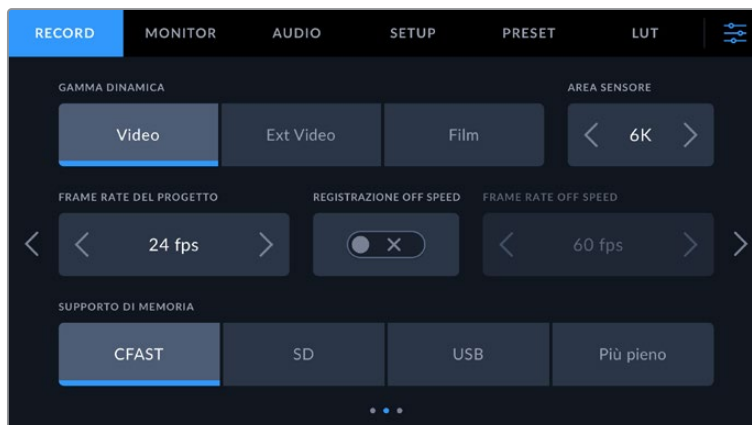 RECORD MONITOR AUDIO SETUP PRESET LUT
GAMMA DINAMICA AREA SENSORE
Video Ext Video Film 6K
FRAME RATE DEL PROGETTO REGISTRAZIONE OFF SPEED FRAME RATE OFF SPEED
24 fps 60 fps
SUPPORTO DI MEMORIA
CFAST SD USB Più pieno